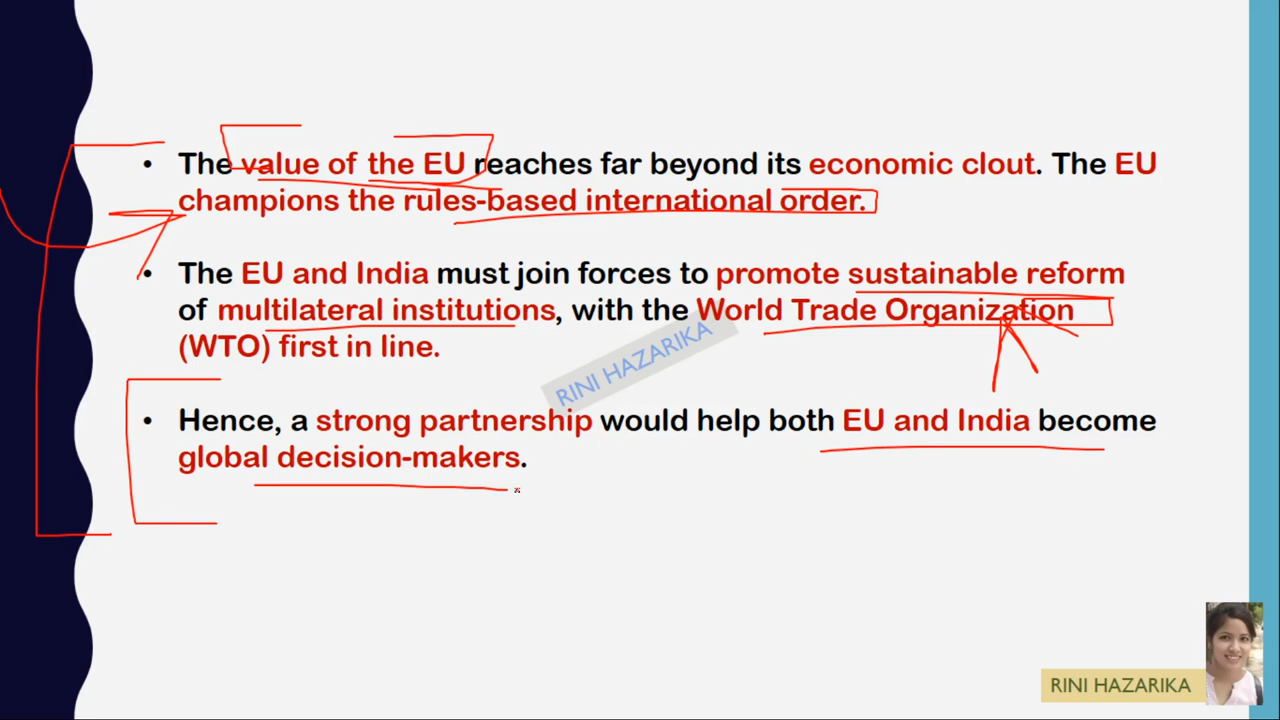 • The value of the EU reaches far beyond its economic clout. The EU
champions the rules-based international order.
• The EU and India must join forces to promote sustainable reform
of multilateral institutions, with the World Trade Organization
(WTO) first in line.
RINI HAZARIKA
• Hence, a strong partnership would help both EU and India become
global decision-makers.
RINI HAZARIKA